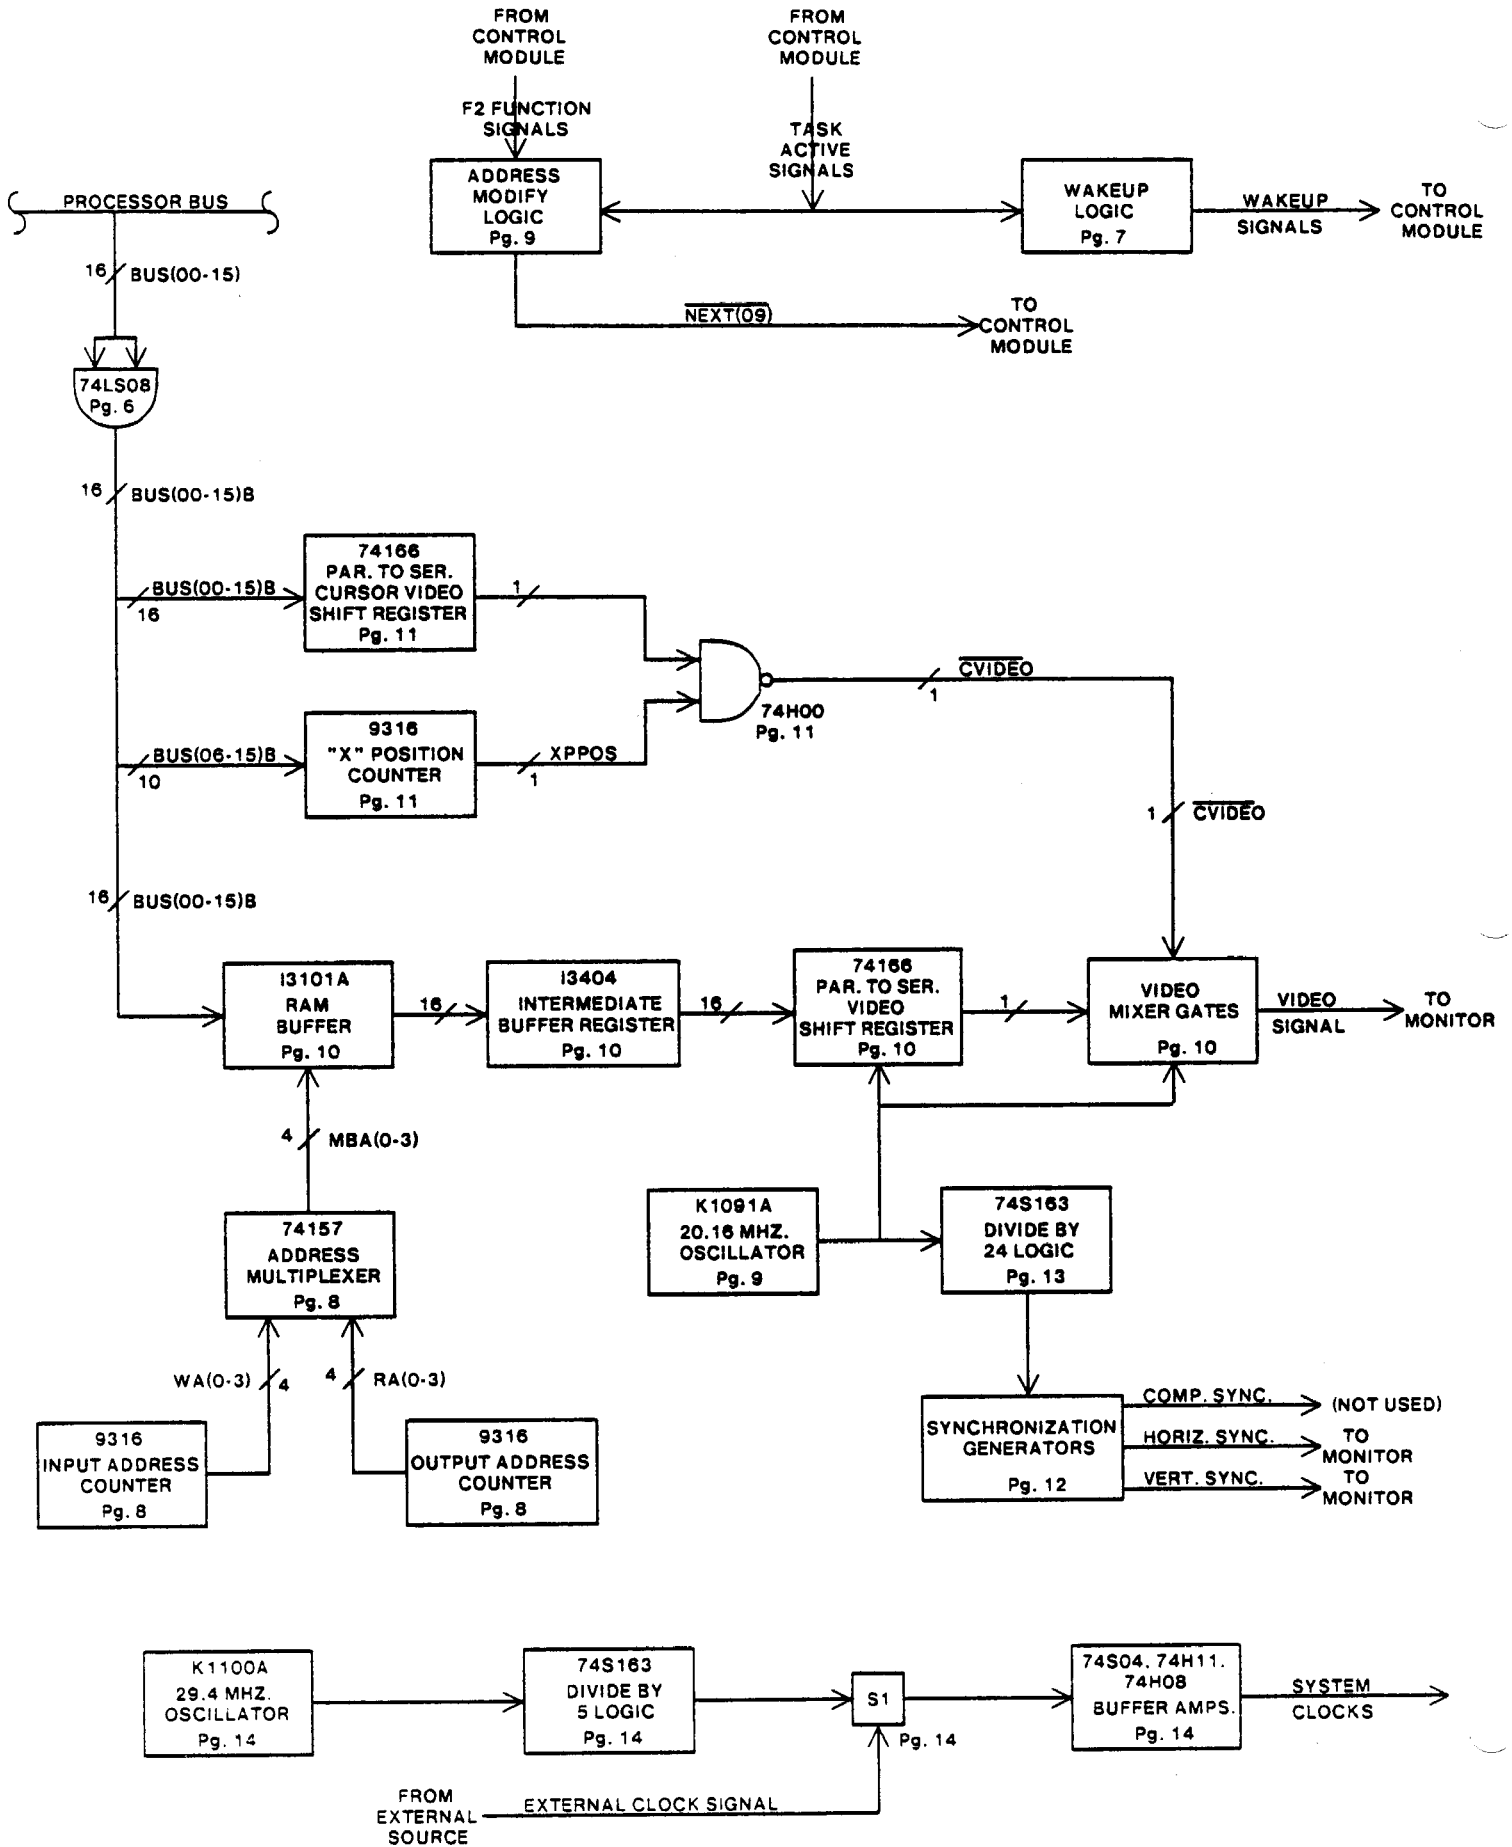 FROM
CONTROL
MODULE
FROM
CONTROL
MODULE
F2 FUNCTION
SIGNALS
TASK
ACTIVE
SIGNALS
ADDRESS
MODIFY
LOGIC
Pg. 9
WAKEUP
LOGIC
Pg. 7
WAKEUP
SIGNALS
TO
CONTROL
MODULE
PROCESSOR BUS
16
BUS(00-15)
NEXT(09)
TO
CONTROL
MODULE
74LS08
Pg. 6
16
BUS(00-15)B
BUS(00-15)B
16
74166
PAR. TO SER.
CURSOR VIDEO
SHIFT REGISTER
Pg. 11
1
74H00
Pg. 11
CVIDEO
1
BUS(06-15)B
10
9316
"X" POSITION
COUNTER
Pg. 11
XPPOS
1
1
CVIDEO
16
BUS(00-15)B
I3101A
RAM
BUFFER
Pg. 10
16
I3404
INTERMEDIATE
BUFFER REGISTER
Pg. 10
16
74166
PAR. TO SER.
VIDEO
SHIFT REGISTER
Pg. 10
1
VIDEO
MIXER GATES
Pg. 10
VIDEO
SIGNAL
TO
MONITOR
4
MBA(0-3)
74157
ADDRESS
MULTIPLEXER
Pg. 8
K1091A
20.16 MHZ.
OSCILLATOR
Pg. 9
74S163
DIVIDE BY
24 LOGIC
Pg. 13
WA(0-3)
4
4
RA(0-3)
9316
INPUT ADDRESS
COUNTER
Pg. 8
9316
OUTPUT ADDRESS
COUNTER
Pg. 8
SYNCHRONIZATION
GENERATORS
Pg. 12
COMP. SYNC.
(NOT USED)
HORIZ. SYNC.
TO
MONITOR
VERT. SYNC.
TO
MONITOR
K1100A
29.4 MHZ.
OSCILLATOR
Pg. 14
74S163
DIVIDE BY
5 LOGIC
Pg. 14
S1
Pg. 14
74S04, 74H11,
74H08
BUFFER AMPS.
Pg. 14
SYSTEM
CLOCKS
FROM
EXTERNAL
SOURCE
EXTERNAL CLOCK SIGNAL